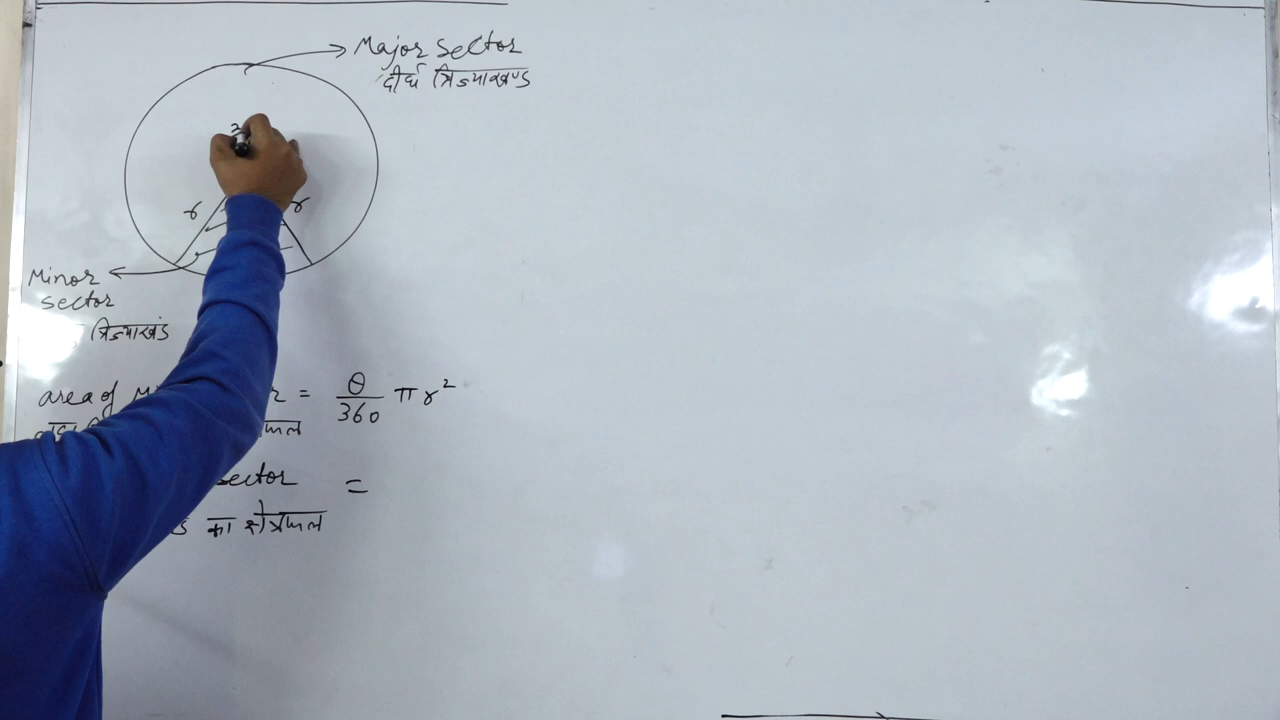 Major Sector
दीर्घ त्रिज्याखण्ड
r r
Minor
Sector
त्रिज्याखंड
area of = θ/360 πr²
sector =
का क्षेत्रफल